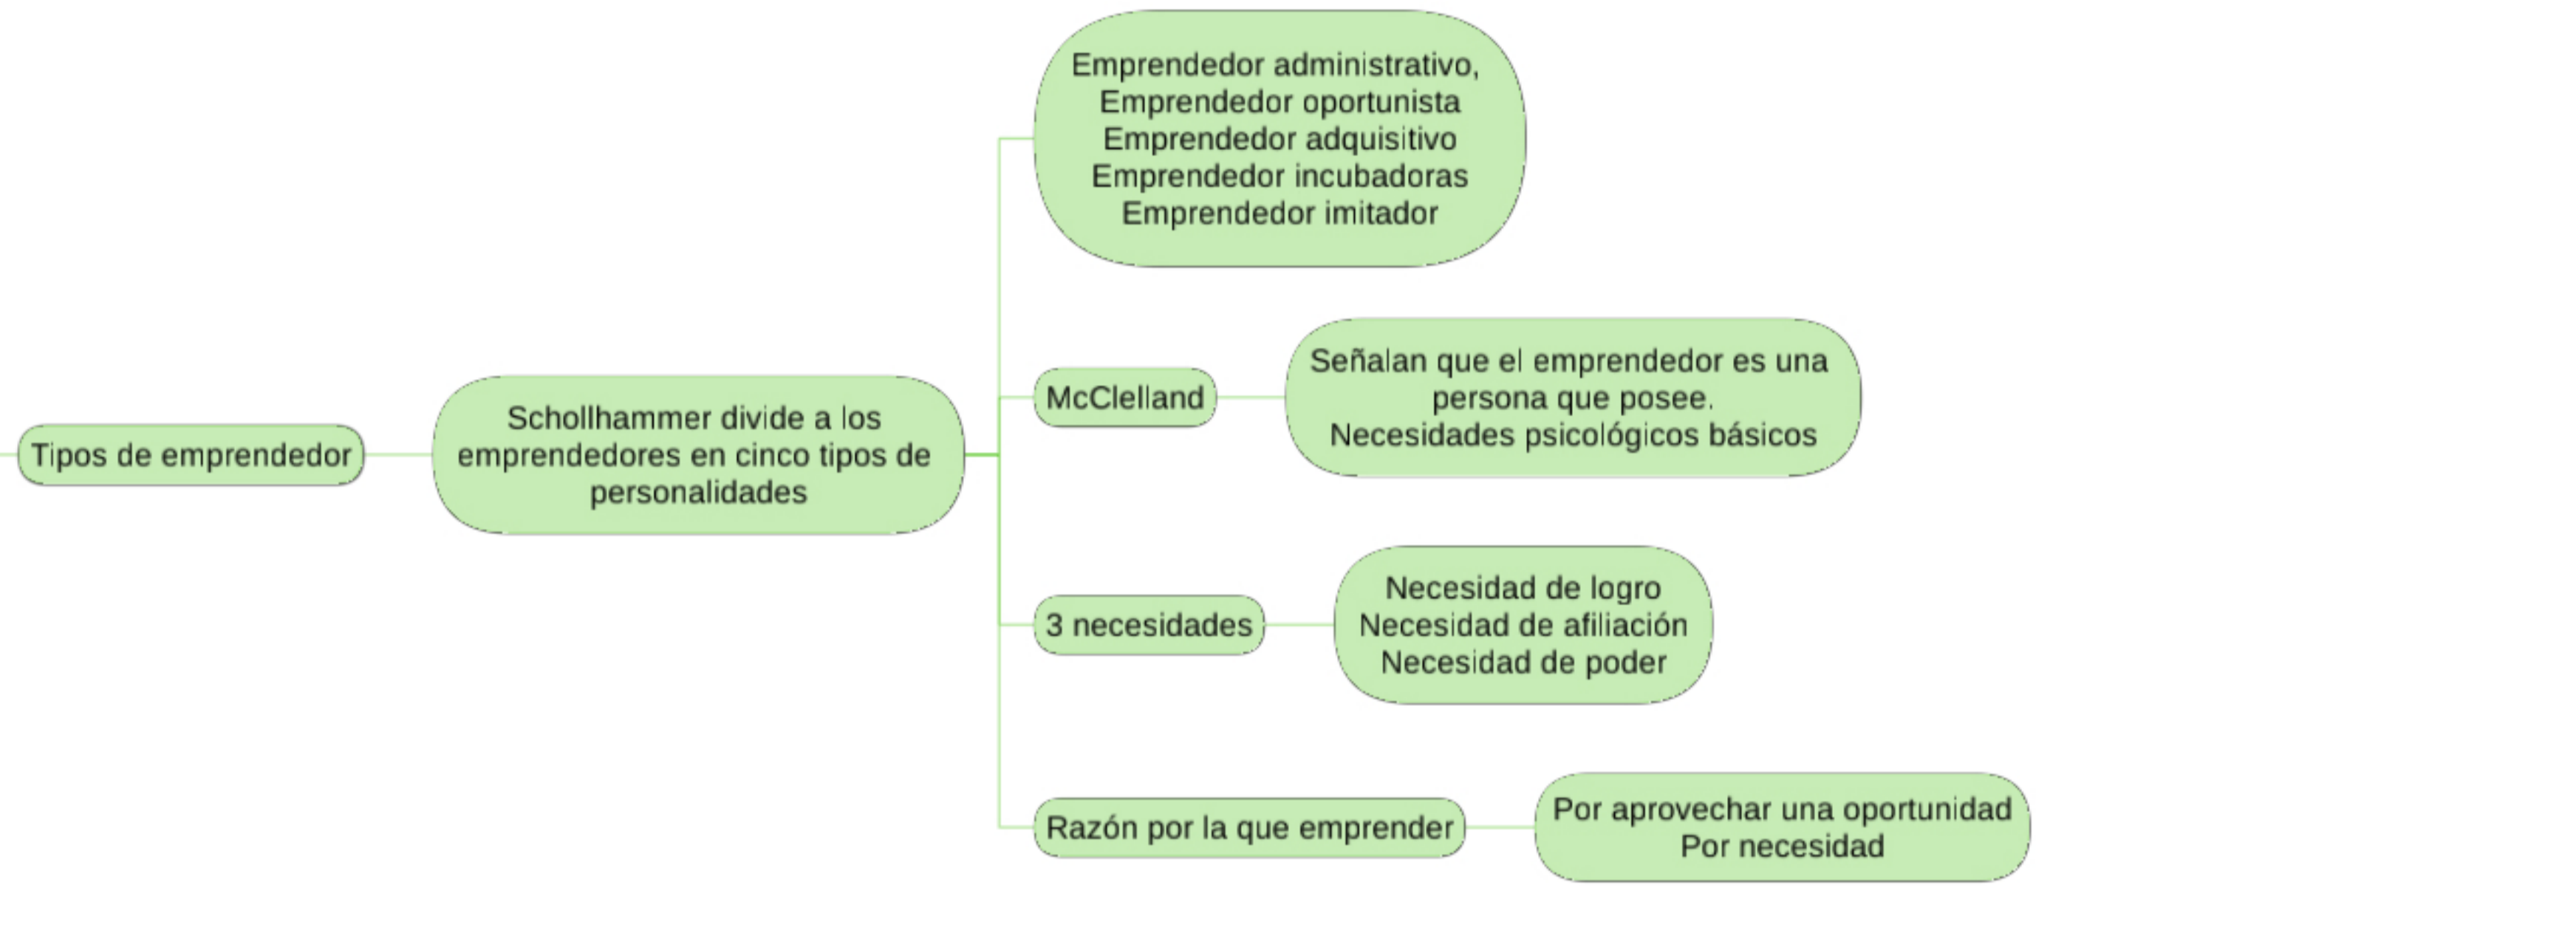 Tipos de emprendedor
Schollhammer divide a los
emprendedores en cinco tipos de
personalidades
Emprendedor administrativo,
Emprendedor oportunista
Emprendedor adquisitivo
Emprendedor incubadoras
Emprendedor imitador
McClelland
Señalan que el emprendedor es una
persona que posee.
Necesidades psicológicos básicos
3 necesidades
Necesidad de logro
Necesidad de afiliación
Necesidad de poder
Razón por la que emprender
Por aprovechar una oportunidad
Por necesidad